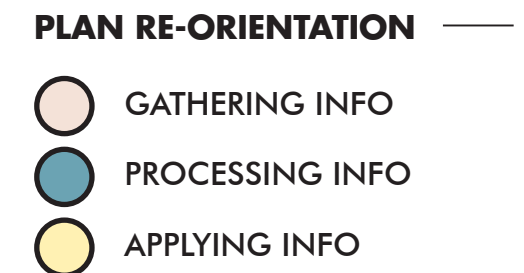 PLAN RE-ORIENTATION
GATHERING INFO
PROCESSING INFO
APPLYING INFO